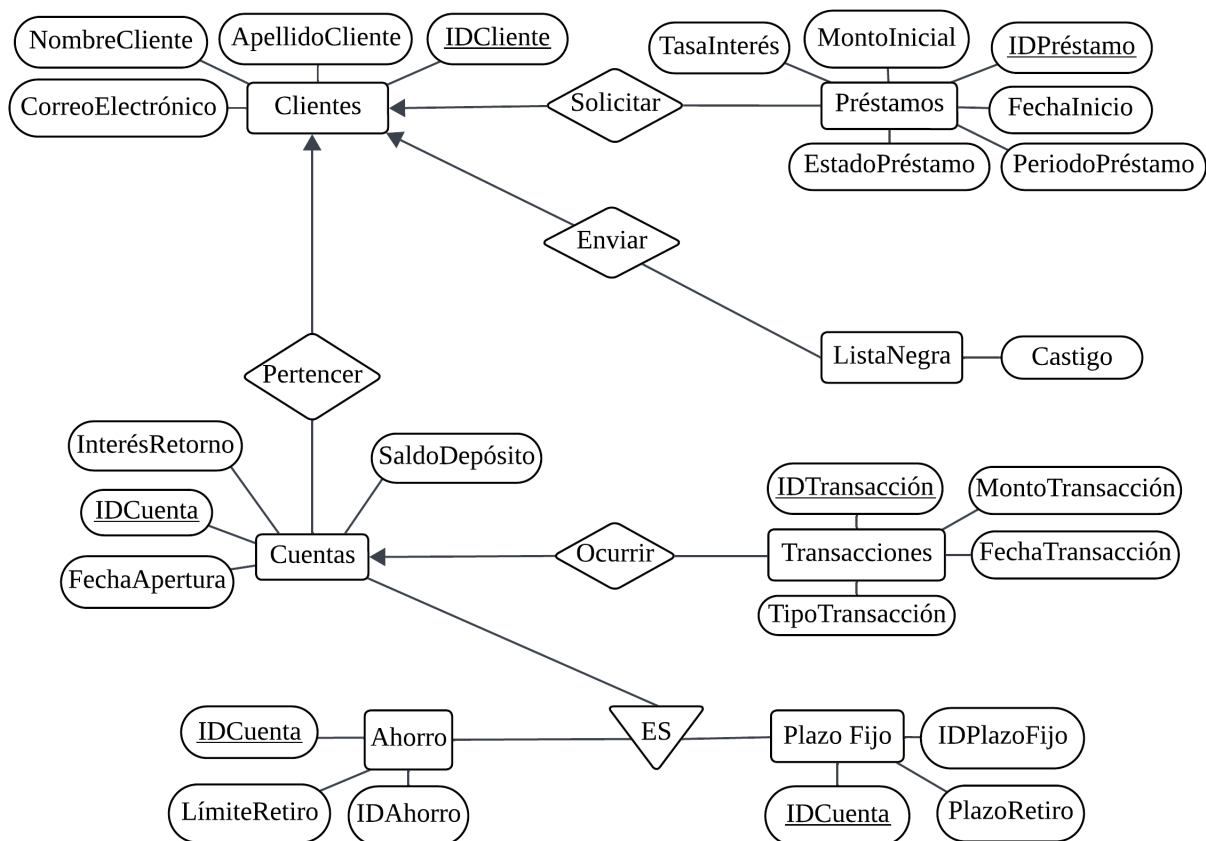 NombreCliente
ApellidoCliente
IDCliente
CorreoElectrónico
Clientes
Solicitar
TasaInterés
MontoInicial
IDPréstamo
Préstamos
FechaInicio
EstadoPréstamo
PeriodoPréstamo
Enviar
ListaNegra
Castigo
Pertencer
InterésRetorno
SaldoDepósito
IDCuenta
Cuentas
FechaApertura
Ocurrir
IDTransacción
MontoTransacción
Transacciones
FechaTransacción
TipoTransacción
IDCuenta
Ahorro
LímiteRetiro
IDAhorro
ES
Plazo Fijo
IDPlazoFijo
IDCuenta
PlazoRetiro